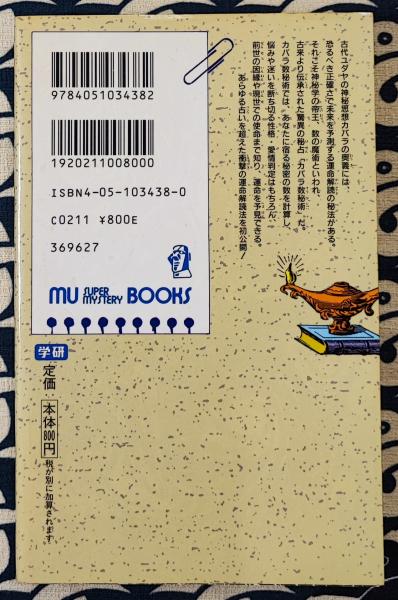 古代ユダヤの神秘思想カバラの奥義には、
恐るべき正確さで未来を予測する運命解読の秘法がある。
それこそ神秘学の帝王、数の魔術といわれ、
古来より伝承された驚異の秘占「カバラ数秘術」だ。
カバラ数秘術では、あなたに宿る秘密の数を計算し、
悩みや迷いを断ち切る性格・愛情判定はもちろん、
前世の因縁や現世での使命まで知り、運命を予見できる。
あらゆる占いを超えた衝撃の運命解読法を初公開!
9784051034382
1920211008000
ISBN4-05-103438-0
C0211 ¥800E
369627
MU SUPER MYSTERY BOOKS
学研
定価
本体800円
税が別に加算されます